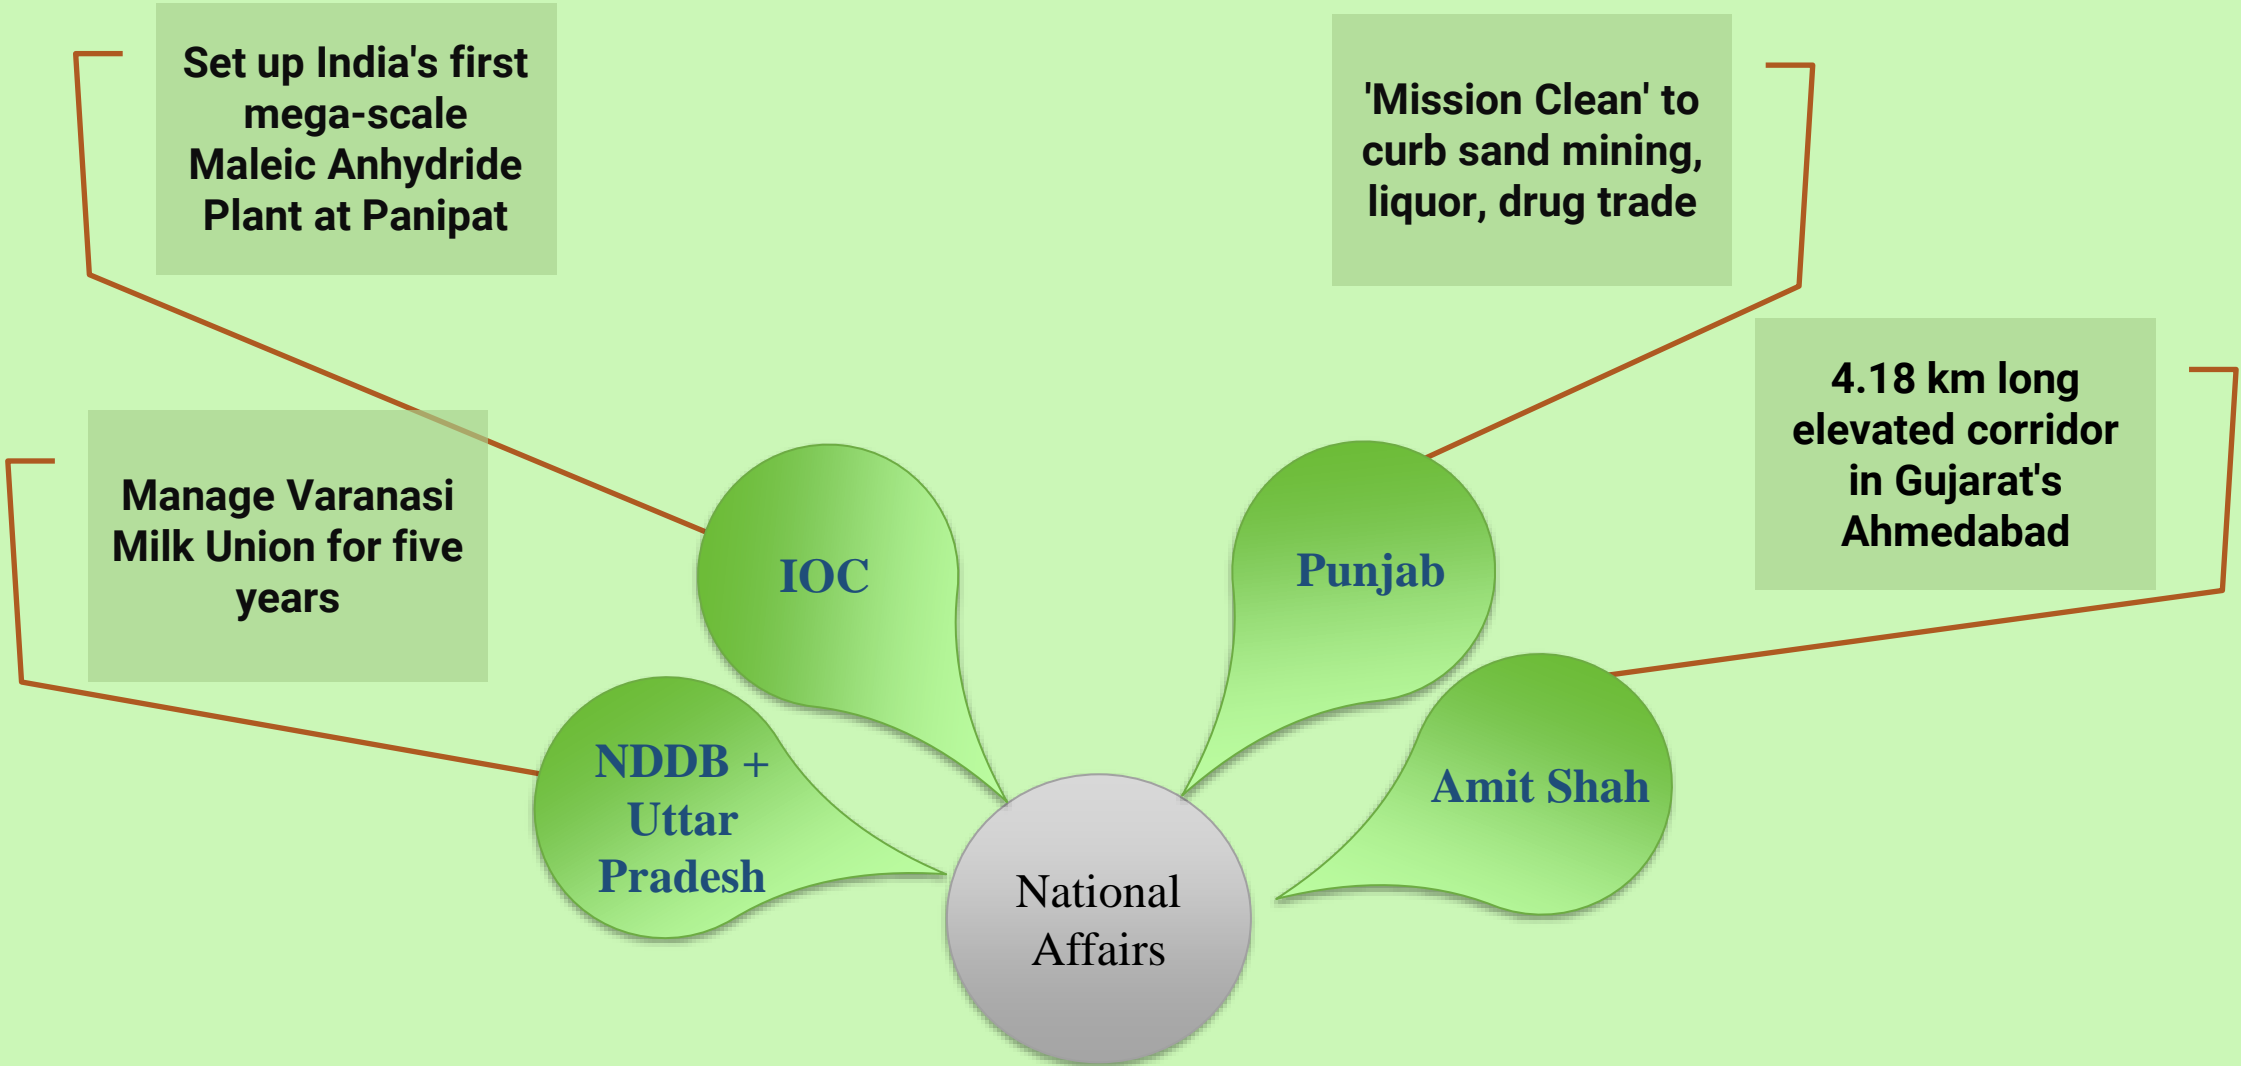 Set up India's first
mega-scale
Maleic Anhydride
Plant at Panipat
'Mission Clean' to
curb sand mining,
liquor, drug trade
4.18 km long
elevated corridor
in Gujarat's
Ahmedabad
Manage Varanasi
Milk Union for five
years
IOC
Punjab
NDDB +
Uttar
Pradesh
Amit Shah
National
Affairs